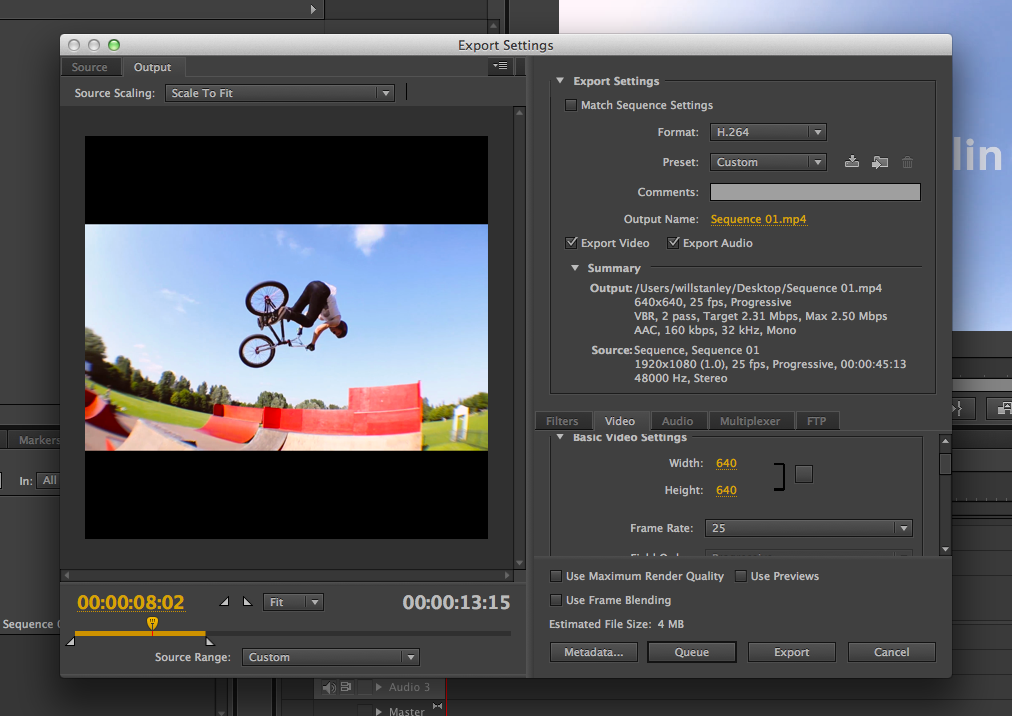 Export Settings
Source
Output
Source Scaling: Scale To Fit
Export Settings
Match Sequence Settings
Format: H.264
Preset: Custom
Comments:
Output Name: Sequence 01.mp4
Export Video Export Audio
Summary
Output: /Users/willstanley/Desktop/Sequence 01.mp4
640x640, 25 fps, Progressive
VBR, 2 pass, Target 2.31 Mbps, Max 2.50 Mbps
AAC, 160 kbps, 32 kHz, Mono
Source: Sequence, Sequence 01
1920x1080 (1.0), 25 fps, Progressive, 00:00:45:13
48000 Hz, Stereo
Filters Video Audio Multiplexer FTP
Basic Video Settings
Width: 640
Height: 640
Frame Rate: 25
Use Maximum Render Quality Use Previews
Use Frame Blending
Estimated File Size: 4 MB
Metadata... Queue Export Cancel
00:00:08:02 Fit 00:00:13:15
Source Range: Custom
lin
Markers
In: All
Sequence
Audio 3
Master